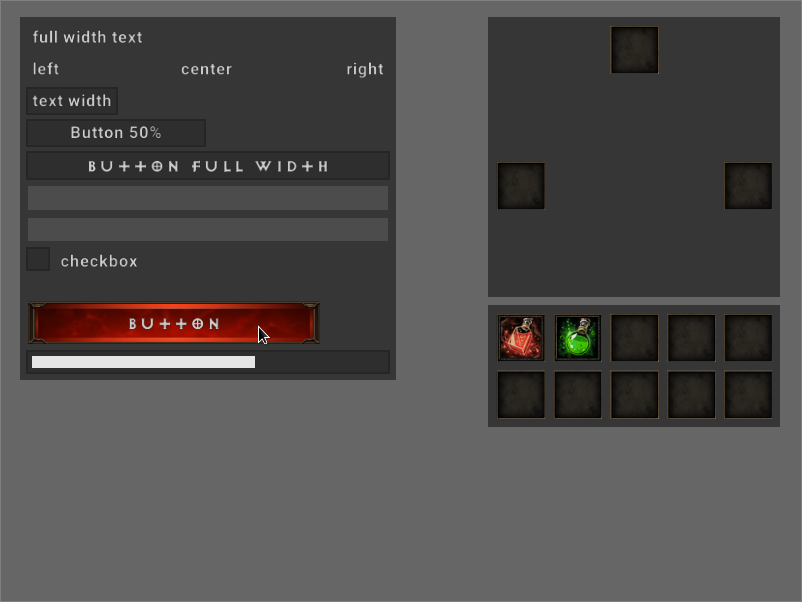 full width text
left center right
text width
Button 50%
BUTTON FULL WIDTH
checkbox
BUTTON